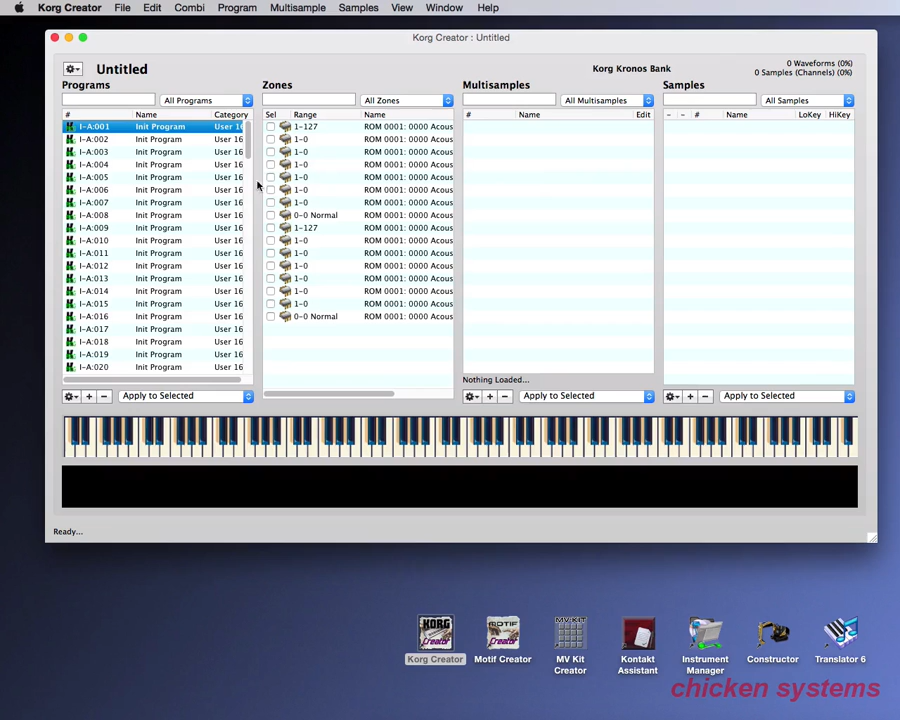 Korg Creator File Edit Combi Program Multisample Samples View Window Help
Korg Creator : Untitled
Untitled
Korg Kronos Bank
0 Waveforms (0%)
0 Samples (Channels) (0%)
Programs Zones Multisamples Samples
All Programs All Zones All Multisamples All Samples
# Name Category Sel Range Name # Name Edit – – # Name LoKey HiKey
I-A:001 Init Program User 16 1-127 ROM 0001: 0000 Acous
I-A:002 Init Program User 16 1-0 ROM 0001: 0000 Acous
I-A:003 Init Program User 16 1-0 ROM 0001: 0000 Acous
I-A:004 Init Program User 16 1-0 ROM 0001: 0000 Acous
I-A:005 Init Program User 16 1-0 ROM 0001: 0000 Acous
I-A:006 Init Program User 16 1-0 ROM 0001: 0000 Acous
I-A:007 Init Program User 16 1-0 ROM 0001: 0000 Acous
I-A:008 Init Program User 16 0-0 Normal ROM 0001: 0000 Acous
I-A:009 Init Program User 16 1-127 ROM 0001: 0000 Acous
I-A:010 Init Program User 16 1-0 ROM 0001: 0000 Acous
I-A:011 Init Program User 16 1-0 ROM 0001: 0000 Acous
I-A:012 Init Program User 16 1-0 ROM 0001: 0000 Acous
I-A:013 Init Program User 16 1-0 ROM 0001: 0000 Acous
I-A:014 Init Program User 16 1-0 ROM 0001: 0000 Acous
I-A:015 Init Program User 16 1-0 ROM 0001: 0000 Acous
I-A:016 Init Program User 16 0-0 Normal ROM 0001: 0000 Acous
I-A:017 Init Program User 16
I-A:018 Init Program User 16
I-A:019 Init Program User 16
I-A:020 Init Program User 16
Nothing Loaded...
+ – Apply to Selected + – Apply to Selected + – Apply to Selected
Ready...
KORG Creator
MOTIF Creator
MV-KIT Creator
Korg Creator
Motif Creator
MV Kit Creator
Kontakt Assistant
Instrument Manager
Constructor
Translator 6
chicken systems